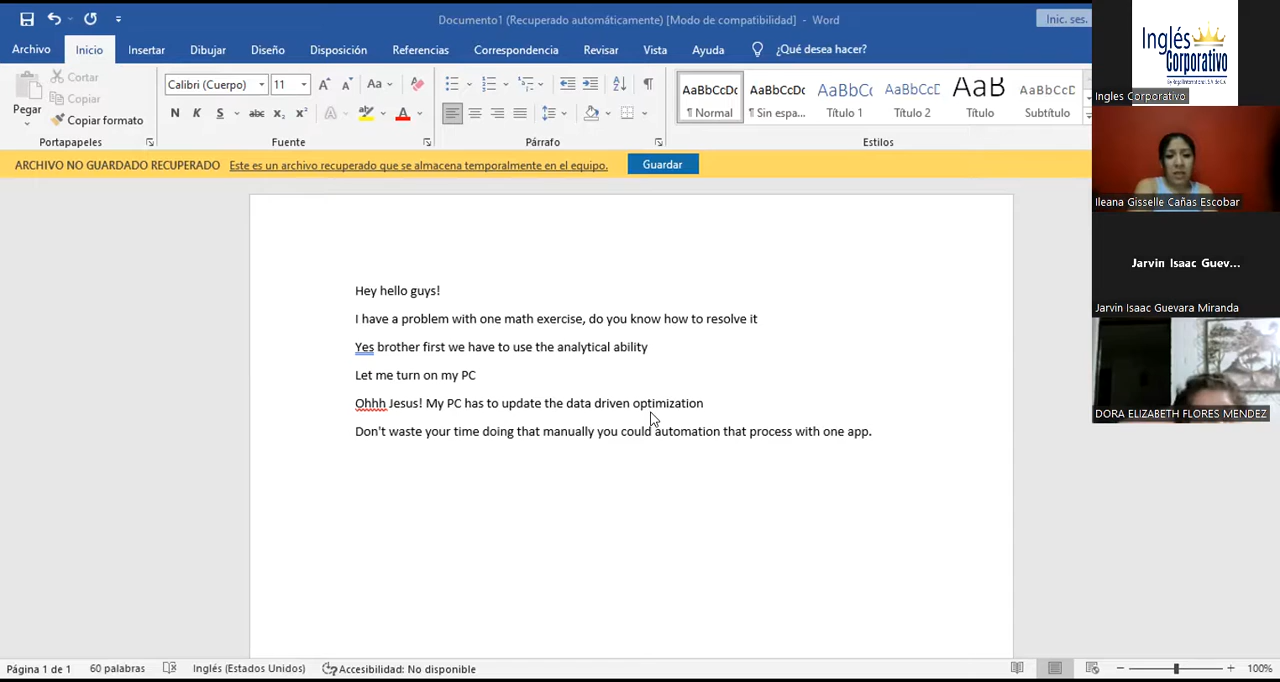 Documento1 (Recuperado automáticamente) [Modo de compatibilidad] - Word
Inic. ses.
Archivo Inicio Insertar Dibujar Diseño Disposición Referencias Correspondencia Revisar Vista Ayuda ¿Qué desea hacer?
Pegar
Cortar
Copiar
Copiar formato
Portapapeles
Calibri (Cuerpo) 11
Aa
N K S abc x₂ x²
Fuente
Párrafo
AaBbCcDc AaBbCcDc AaBbCc AaBbCcD AaB AaBbCcD
¶ Normal ¶ Sin espa... Título 1 Título 2 Título Subtítulo
Estilos
ARCHIVO NO GUARDADO RECUPERADO Este es un archivo recuperado que se almacena temporalmente en el equipo. Guardar
Hey hello guys!
I have a problem with one math exercise, do you know how to resolve it
Yes brother first we have to use the analytical ability
Let me turn on my PC
Ohhh Jesus! My PC has to update the data driven optimization
Don't waste your time doing that manually you could automation that process with one app.
Página 1 de 1 60 palabras Inglés (Estados Unidos) Accesibilidad: No disponible 100%
Inglés
Corporativo
Ingles Corporativo
Ileana Gisselle Cañas Escobar
Jarvin Isaac Guev...
Jarvin Isaac Guevara Miranda
DORA ELIZABETH FLORES MENDEZ